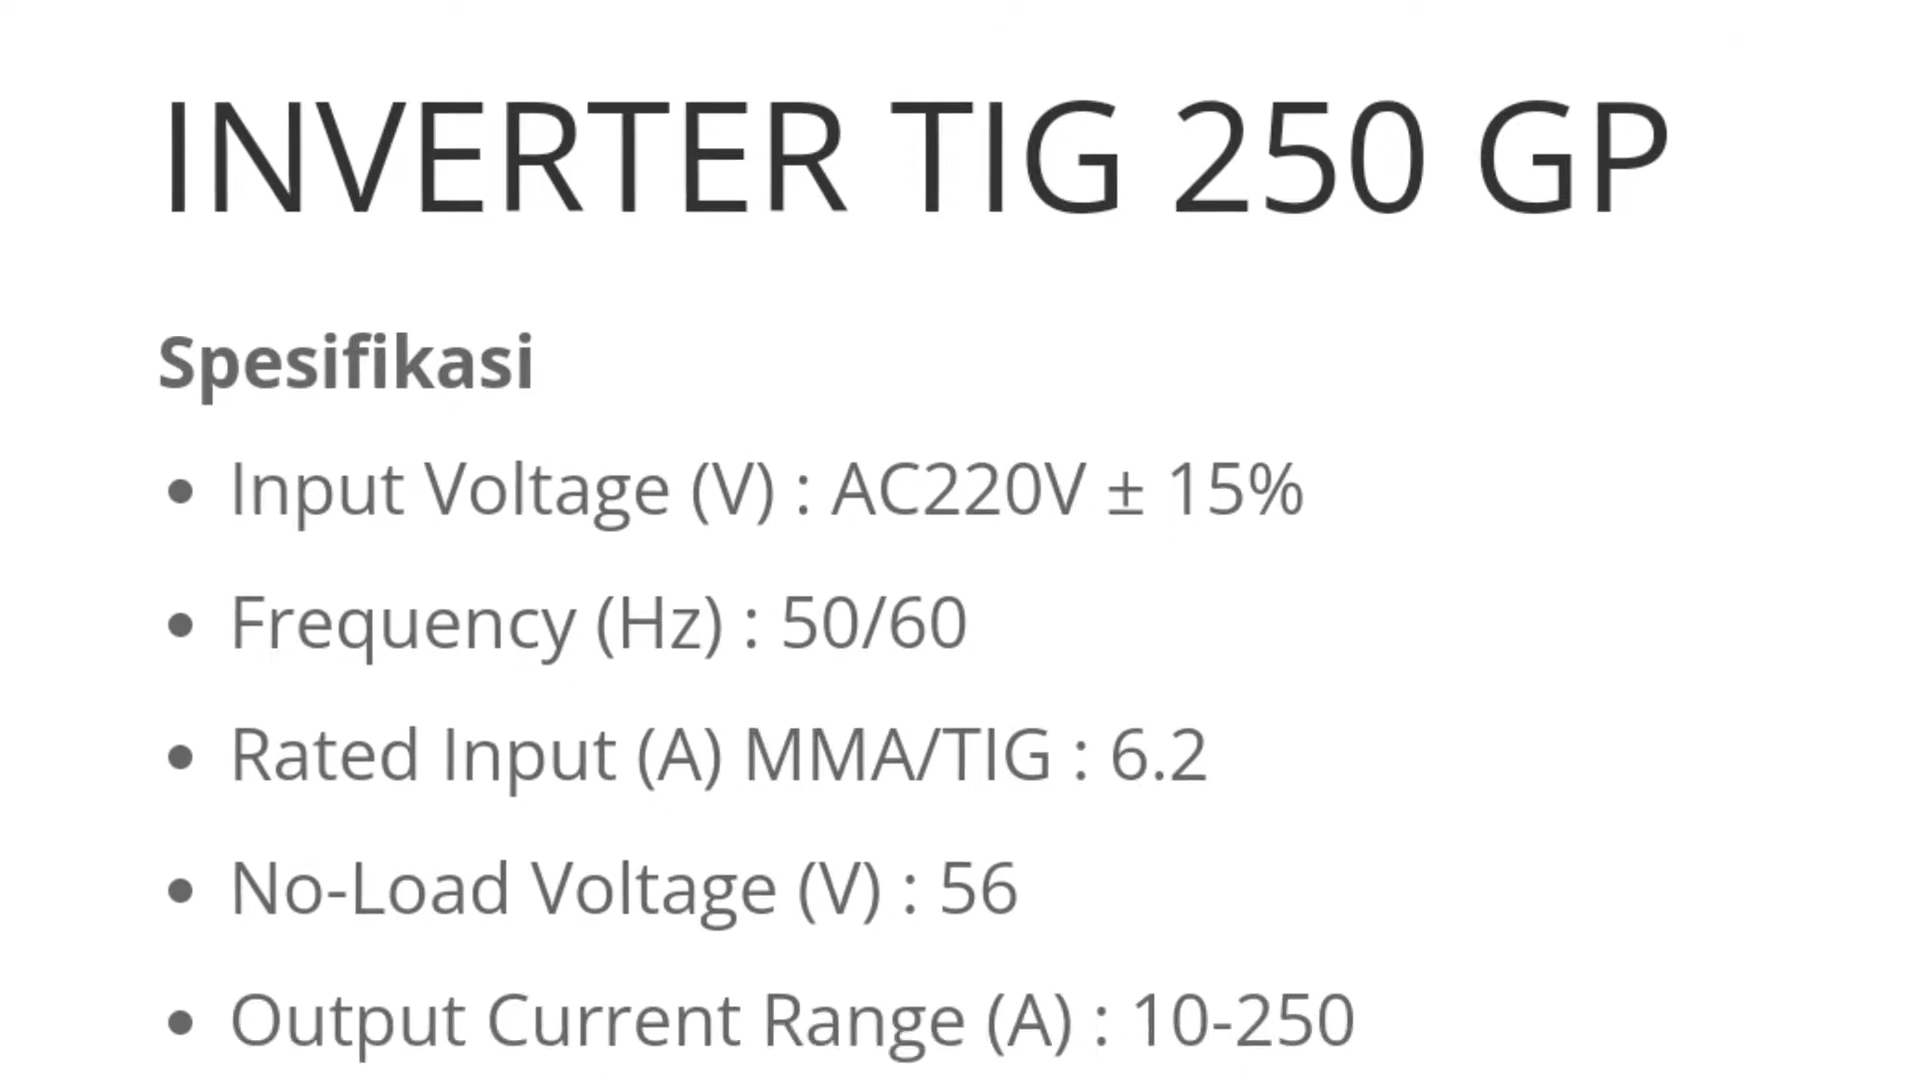 INVERTER TIG 250 GP
Spesifikasi
• Input Voltage (V) : AC220V ± 15%
• Frequency (Hz) : 50/60
• Rated Input (A) MMA/TIG : 6.2
• No-Load Voltage (V) : 56
• Output Current Range (A) : 10-250